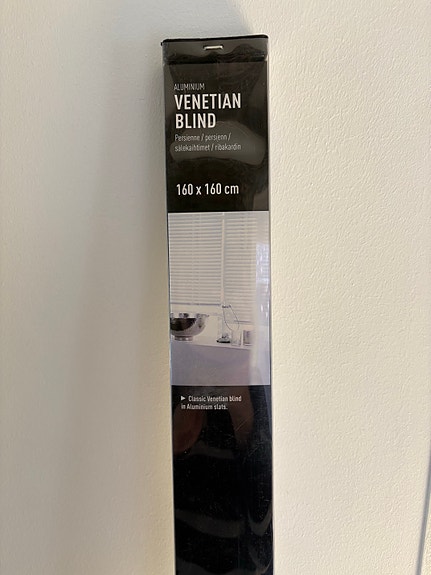 ALUMINIUM
VENETIAN
BLIND
Persienne / persienn /
sälekaihtimet / ribakardin
160 x 160 cm
► Classic Venetian blind
in Aluminium slats.